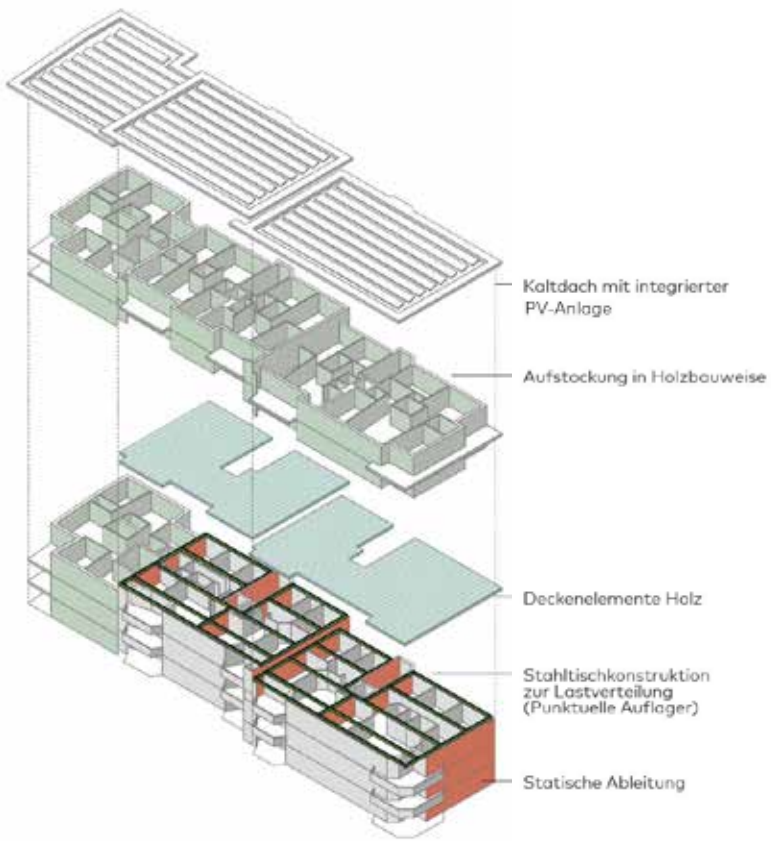 Kaltdach mit integrierter
PV-Anlage
Aufstockung in Holzbauweise
Deckenelemente Holz
Stahltischkonstruktion
zur Lastverteilung
(Punktuelle Auflager)
Statische Ableitung